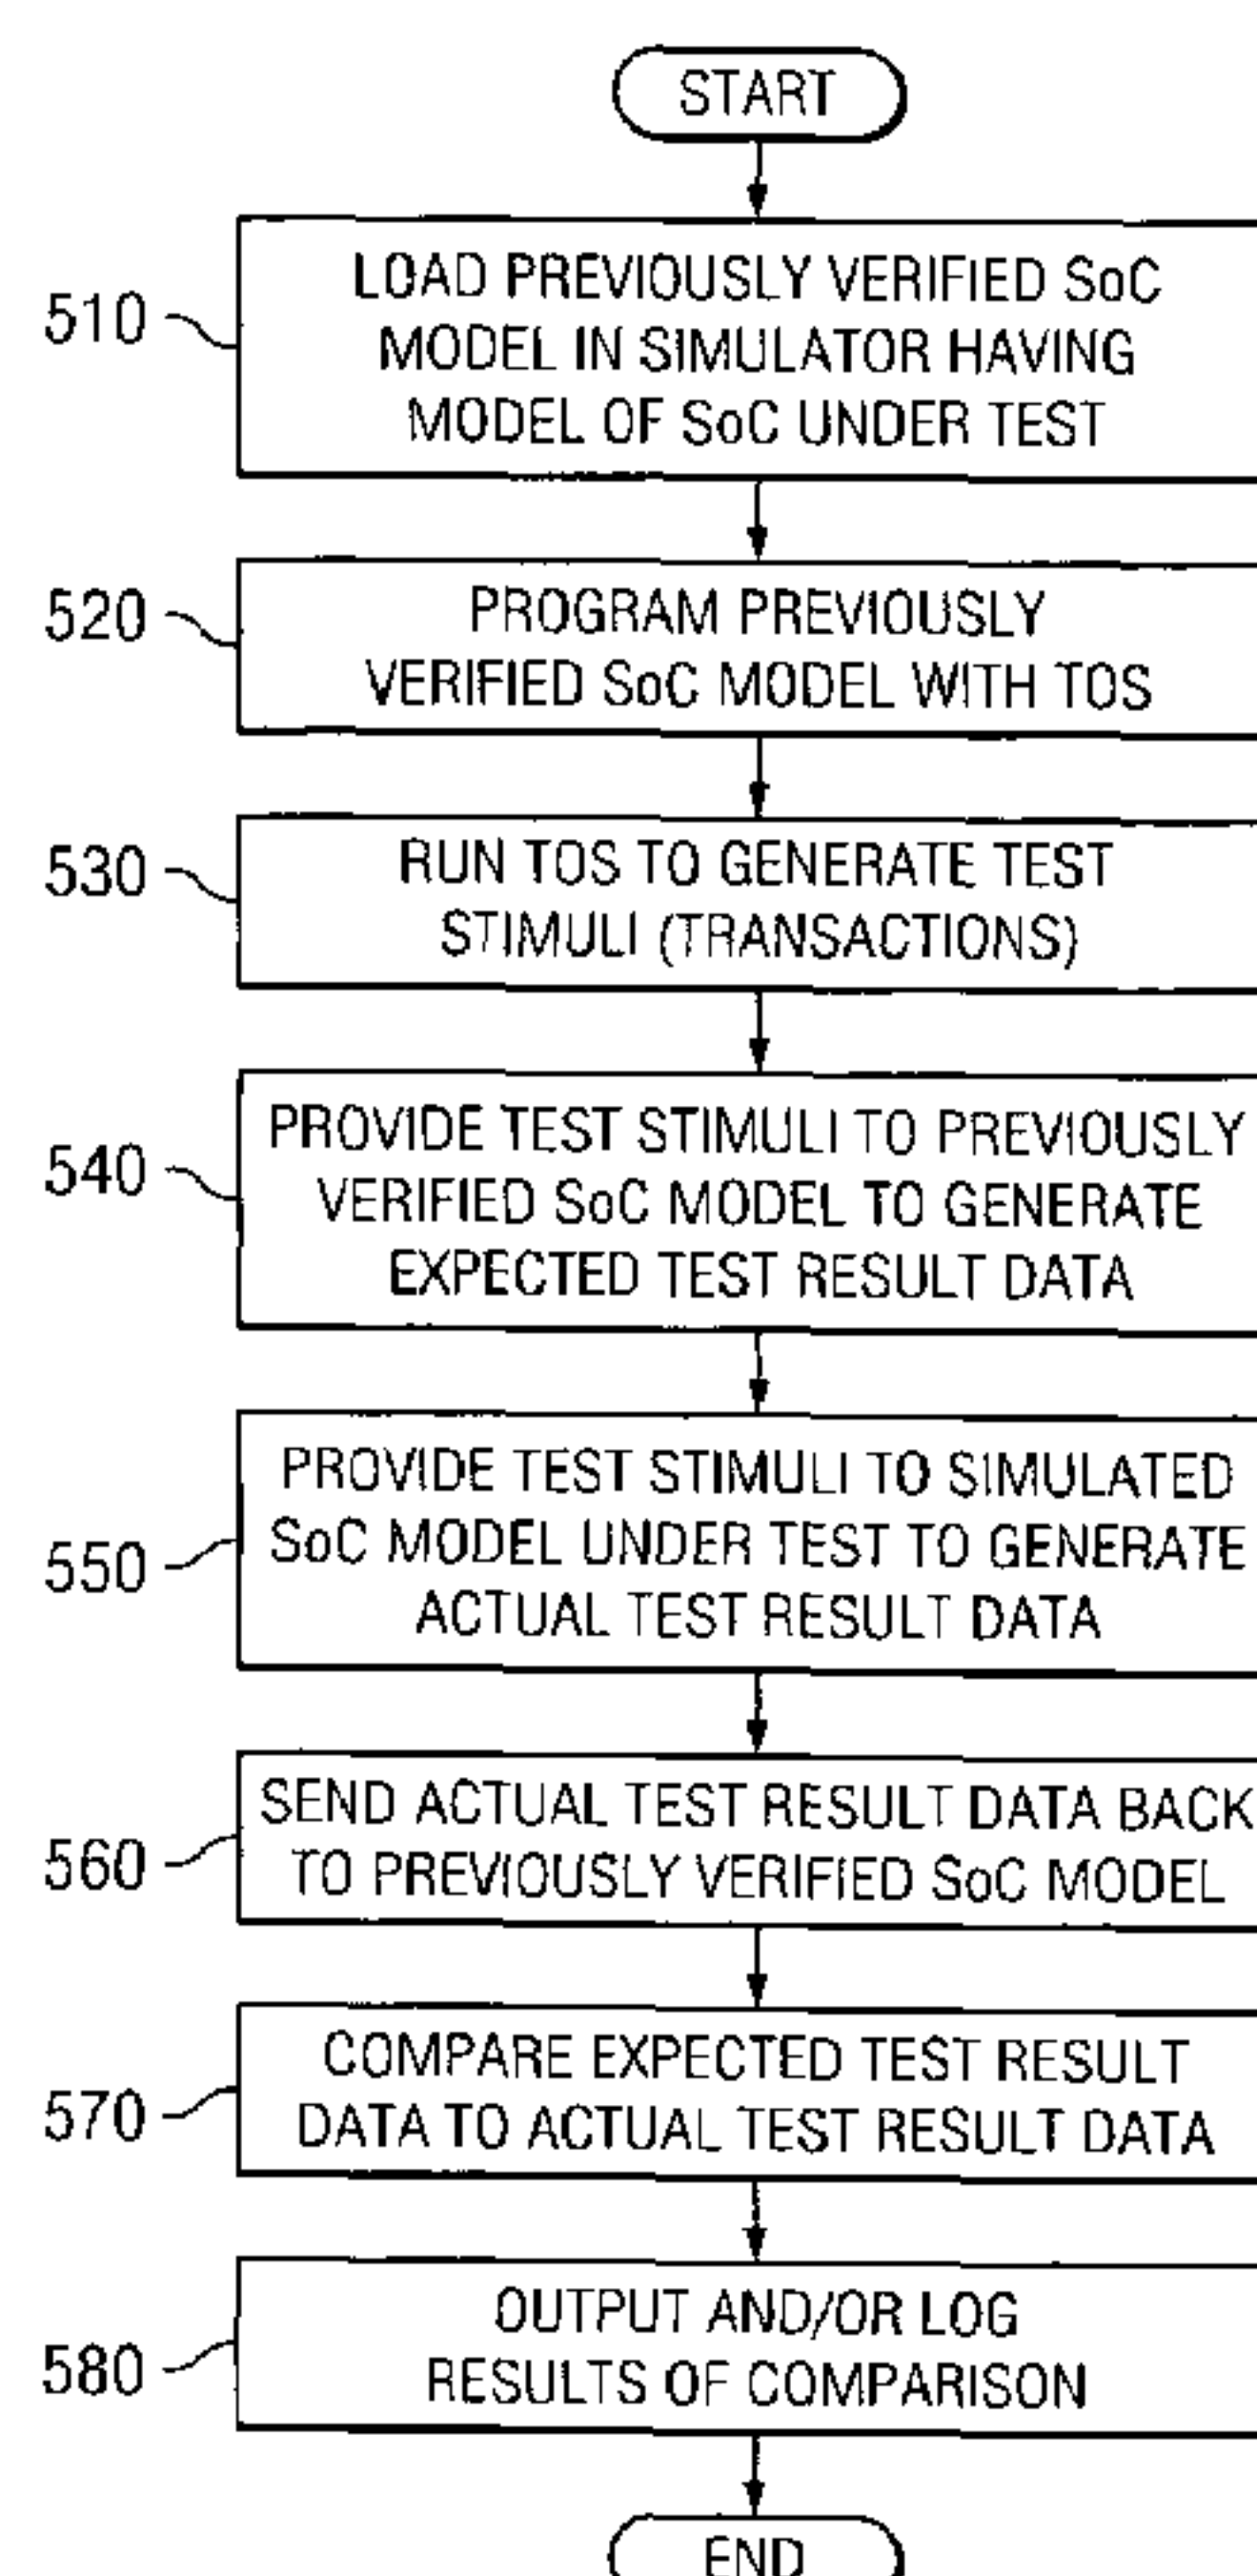 START
510
LOAD PREVIOUSLY VERIFIED SoC
MODEL IN SIMULATOR HAVING
MODEL OF SoC UNDER TEST
520
PROGRAM PREVIOUSLY
VERIFIED SoC MODEL WITH TOS
530
RUN TOS TO GENERATE TEST
STIMULI (TRANSACTIONS)
540
PROVIDE TEST STIMULI TO PREVIOUSLY
VERIFIED SoC MODEL TO GENERATE
EXPECTED TEST RESULT DATA
550
PROVIDE TEST STIMULI TO SIMULATED
SoC MODEL UNDER TEST TO GENERATE
ACTUAL TEST RESULT DATA
560
SEND ACTUAL TEST RESULT DATA BACK
TO PREVIOUSLY VERIFIED SoC MODEL
570
COMPARE EXPECTED TEST RESULT
DATA TO ACTUAL TEST RESULT DATA
580
OUTPUT AND/OR LOG
RESULTS OF COMPARISON
END